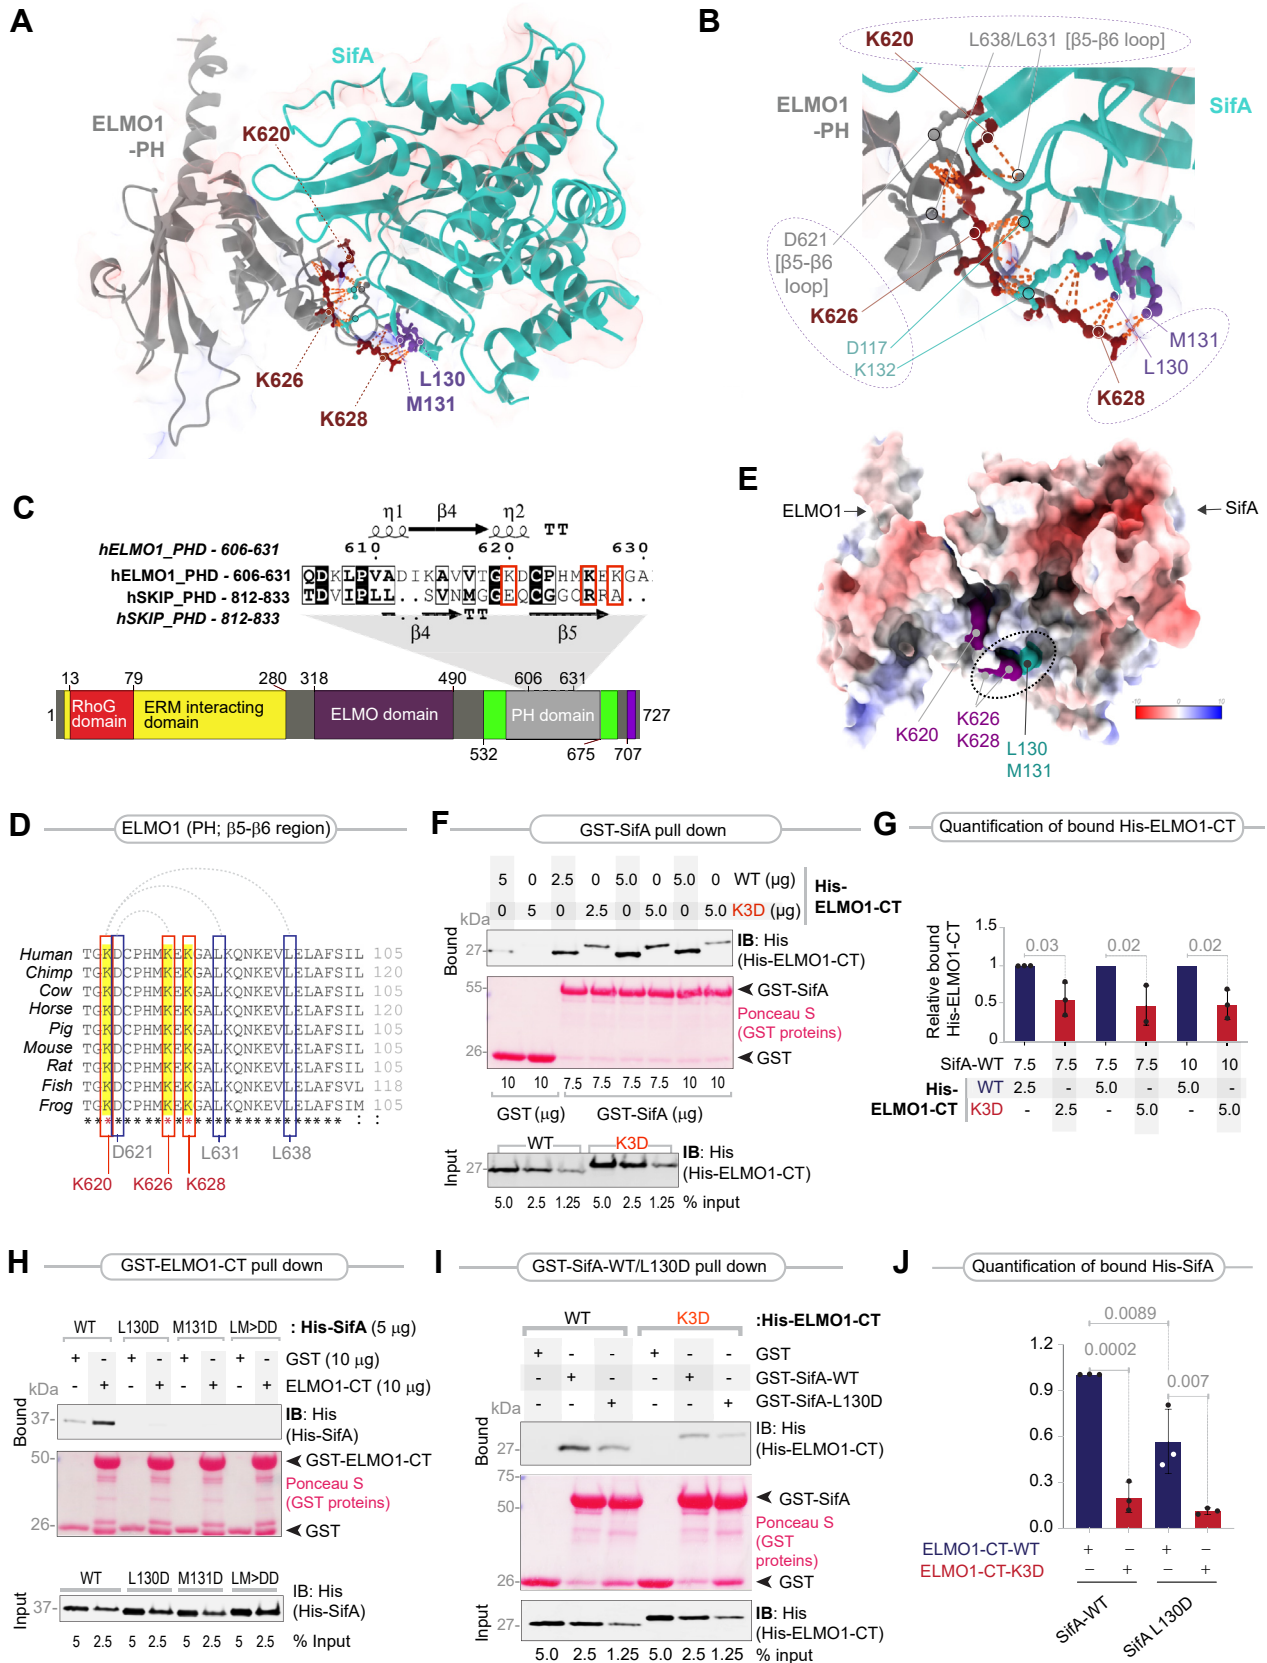 A
SifA
ELMO1
-PH
K620
K626
K628
L130
M131
B
K620 L638/L631 [β5-β6 loop]
ELMO1
-PH
SifA
D621
[β5-β6
loop]
K626
D117
K132
M131
L130
K628
C
η1 β4 η2 TT
hELMO1_PHD - 606-631 610 620 630
hELMO1_PHD - 606-631 QDKLPVADIKAVVTGKDCPHMKEKGA
hSKIP_PHD - 812-833 TDVIPLL..SVNMGGEQCGGCRRA.
hSKIP_PHD - 812-833 β4 TT β5
13 79 280 318 490 606 631
1 RhoG domain ERM interacting domain ELMO domain PH domain 727
532 675 707
E
ELMO1
SifA
K620
K626
K628
L130
M131
-10 0 10
D
ELMO1 (PH; β5-β6 region)
Human TGKDCPHMKEKGALKQNKEVLELAFSIL 105
Chimp TGKDCPHMKEKGALKQNKEVLELAFSIL 120
Cow TGKDCPHMKEKGALKQNKEVLELAFSIL 105
Horse TGKDCPHMKEKGALKQNKEVLELAFSIL 120
Pig TGKDCPHMKEKGALKQNKEVLELAFSIL 105
Mouse TGKDCPHMKEKGALKQNKEVLELAFSIL 105
Rat TGKDCPHMKEKGALKQNKEVLELAFSIL 105
Fish TGKDCPHMKEKGALKQNKEVLELAFSVL 118
Frog TGKDCPHMKEKGALKQNKEVLELAFSIM 105
************************** : :
D621 L631 L638
K620 K626 K628
F
GST-SifA pull down
5 0 2.5 0 5.0 0 5.0 0 WT (µg)
0 5 0 2.5 0 5.0 0 5.0 K3D (µg)
His-
ELMO1-CT
kDa
Bound
27-
IB: His
(His-ELMO1-CT)
55-
GST-SifA
Ponceau S
(GST proteins)
26-
GST
10 10 7.5 7.5 7.5 7.5 10 10
GST (µg) GST-SifA (µg)
WT K3D
Input
27-
IB: His
(His-ELMO1-CT)
5.0 2.5 1.25 5.0 2.5 1.25 % input
G
Quantification of bound His-ELMO1-CT
Relative bound
His-ELMO1-CT
1.5
1
0.5
0
0.03 0.02 0.02
SifA-WT 7.5 7.5 7.5 7.5 10 10
His-
ELMO1-CT
WT 2.5 - 5.0 - 5.0 -
K3D - 2.5 - 5.0 - 5.0
H
GST-ELMO1-CT pull down
WT L130D M131D LM>DD : His-SifA (5 µg)
+ - + - + - + - GST (10 µg)
- + - + - + - + ELMO1-CT (10 µg)
kDa
Bound
37-
IB: His
(His-SifA)
50-
GST-ELMO1-CT
Ponceau S
(GST proteins)
26-
GST
WT L130D M131D LM>DD
Input
37-
IB: His
(His-SifA)
5 2.5 5 2.5 5 2.5 5 2.5 % Input
I
GST-SifA-WT/L130D pull down
WT K3D :His-ELMO1-CT
+ - - + - - GST
- + - - + - GST-SifA-WT
- - + - - + GST-SifA-L130D
kDa
Bound
27-
IB: His
(His-ELMO1-CT)
75-
50-
GST-SifA
Ponceau S
(GST
proteins)
26-
GST
Input
27-
IB: His
(His-ELMO1-CT)
5.0 2.5 1.25 5.0 2.5 1.25 % input
J
Quantification of bound His-SifA
0.0089
0.0002
0.007
1.2
0.9
0.6
0.3
0.0
ELMO1-CT-WT + − + −
ELMO1-CT-K3D − + − +
SifA-WT SifA L130D